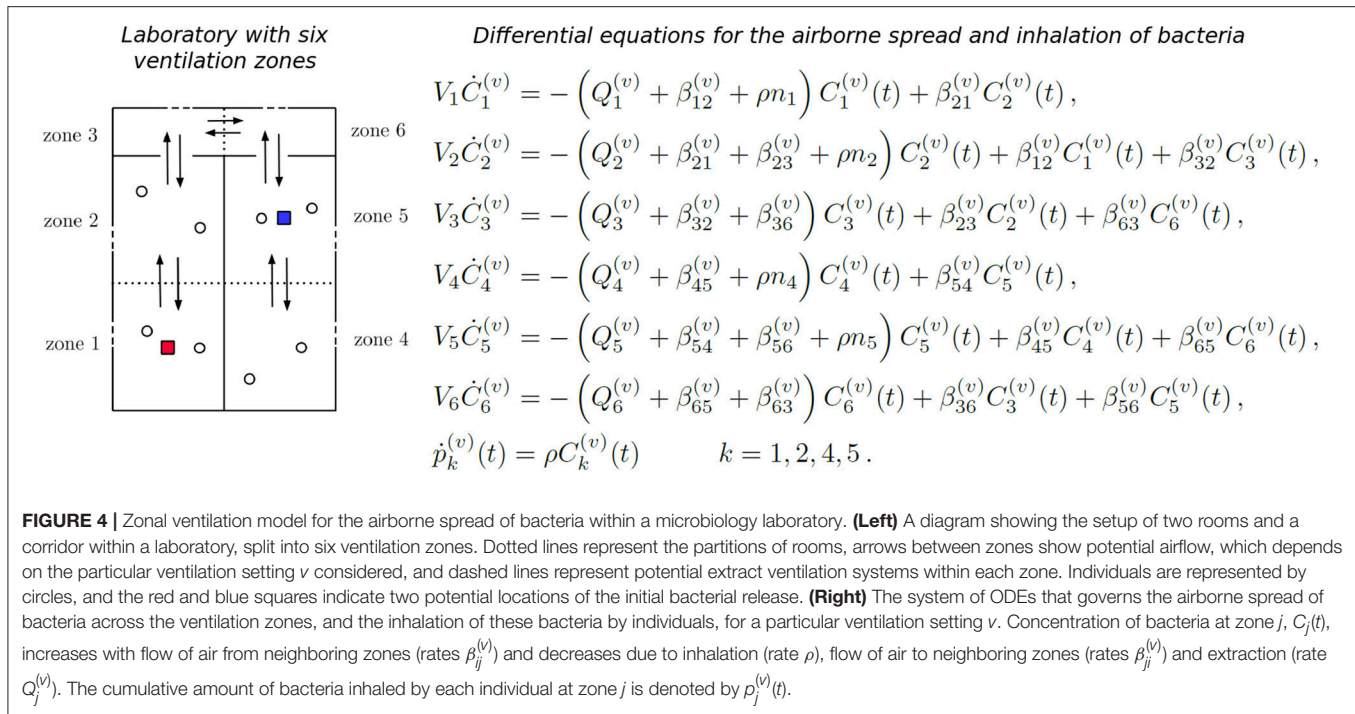 Laboratory with six
ventilation zones
zone 3
zone 6
zone 2
zone 5
zone 1
zone 4
Differential equations for the airborne spread and inhalation of bacteria
V₁Ċ₁⁽ᵛ⁾ = −(Q₁⁽ᵛ⁾ + β₁₂⁽ᵛ⁾ + ρn₁) C₁⁽ᵛ⁾(t) + β₂₁⁽ᵛ⁾C₂⁽ᵛ⁾(t) ,
V₂Ċ₂⁽ᵛ⁾ = −(Q₂⁽ᵛ⁾ + β₂₁⁽ᵛ⁾ + β₂₃⁽ᵛ⁾ + ρn₂) C₂⁽ᵛ⁾(t) + β₁₂⁽ᵛ⁾C₁⁽ᵛ⁾(t) + β₃₂⁽ᵛ⁾C₃⁽ᵛ⁾(t) ,
V₃Ċ₃⁽ᵛ⁾ = −(Q₃⁽ᵛ⁾ + β₃₂⁽ᵛ⁾ + β₃₆⁽ᵛ⁾) C₃⁽ᵛ⁾(t) + β₂₃⁽ᵛ⁾C₂⁽ᵛ⁾(t) + β₆₃⁽ᵛ⁾C₆⁽ᵛ⁾(t) ,
V₄Ċ₄⁽ᵛ⁾ = −(Q₄⁽ᵛ⁾ + β₄₅⁽ᵛ⁾ + ρn₄) C₄⁽ᵛ⁾(t) + β₅₄⁽ᵛ⁾C₅⁽ᵛ⁾(t) ,
V₅Ċ₅⁽ᵛ⁾ = −(Q₅⁽ᵛ⁾ + β₅₄⁽ᵛ⁾ + β₅₆⁽ᵛ⁾ + ρn₅) C₅⁽ᵛ⁾(t) + β₄₅⁽ᵛ⁾C₄⁽ᵛ⁾(t) + β₆₅⁽ᵛ⁾C₆⁽ᵛ⁾(t) ,
V₆Ċ₆⁽ᵛ⁾ = −(Q₆⁽ᵛ⁾ + β₆₅⁽ᵛ⁾ + β₆₃⁽ᵛ⁾) C₆⁽ᵛ⁾(t) + β₃₆⁽ᵛ⁾C₃⁽ᵛ⁾(t) + β₅₆⁽ᵛ⁾C₅⁽ᵛ⁾(t) ,
ṗₖ⁽ᵛ⁾(t) = ρCₖ⁽ᵛ⁾(t) k = 1, 2, 4, 5 .
FIGURE 4 | Zonal ventilation model for the airborne spread of bacteria within a microbiology laboratory. (Left) A diagram showing the setup of two rooms and a
corridor within a laboratory, split into six ventilation zones. Dotted lines represent the partitions of rooms, arrows between zones show potential airflow, which depends
on the particular ventilation setting v considered, and dashed lines represent potential extract ventilation systems within each zone. Individuals are represented by
circles, and the red and blue squares indicate two potential locations of the initial bacterial release. (Right) The system of ODEs that governs the airborne spread of
bacteria across the ventilation zones, and the inhalation of these bacteria by individuals, for a particular ventilation setting v. Concentration of bacteria at zone j, Cⱼ(t),
increases with flow of air from neighboring zones (rates βᵢⱼ⁽ᵛ⁾) and decreases due to inhalation (rate ρ), flow of air to neighboring zones (rates βⱼᵢ⁽ᵛ⁾) and extraction (rate
Qⱼ⁽ᵛ⁾). The cumulative amount of bacteria inhaled by each individual at zone j is denoted by pⱼ⁽ᵛ⁾(t).